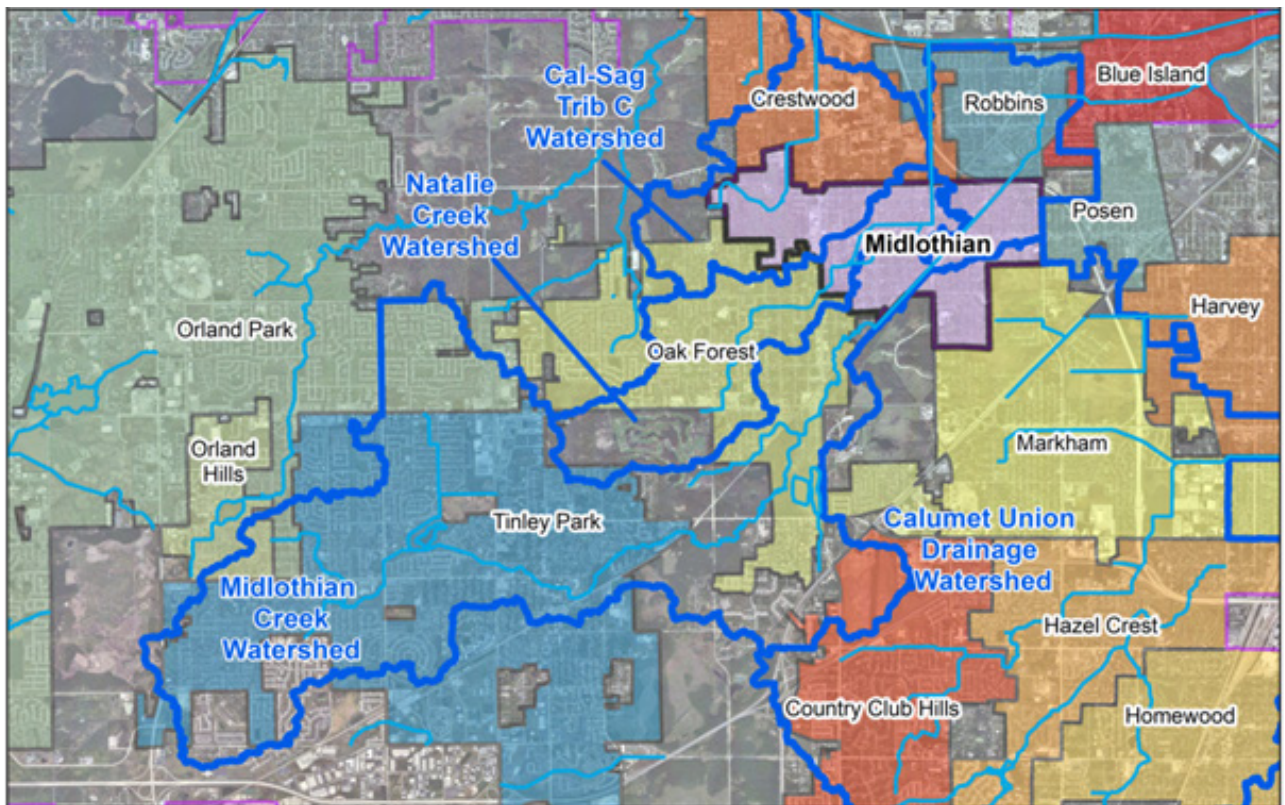 Cal-Sag
Trib C
Watershed
Crestwood
Robbins
Blue Island
Natalie
Creek
Watershed
Posen
Midlothian
Harvey
Orland Park
Oak Forest
Orland
Hills
Markham
Tinley Park
Calumet Union
Drainage
Watershed
Midlothian
Creek
Watershed
Hazel Crest
Country Club Hills
Homewood